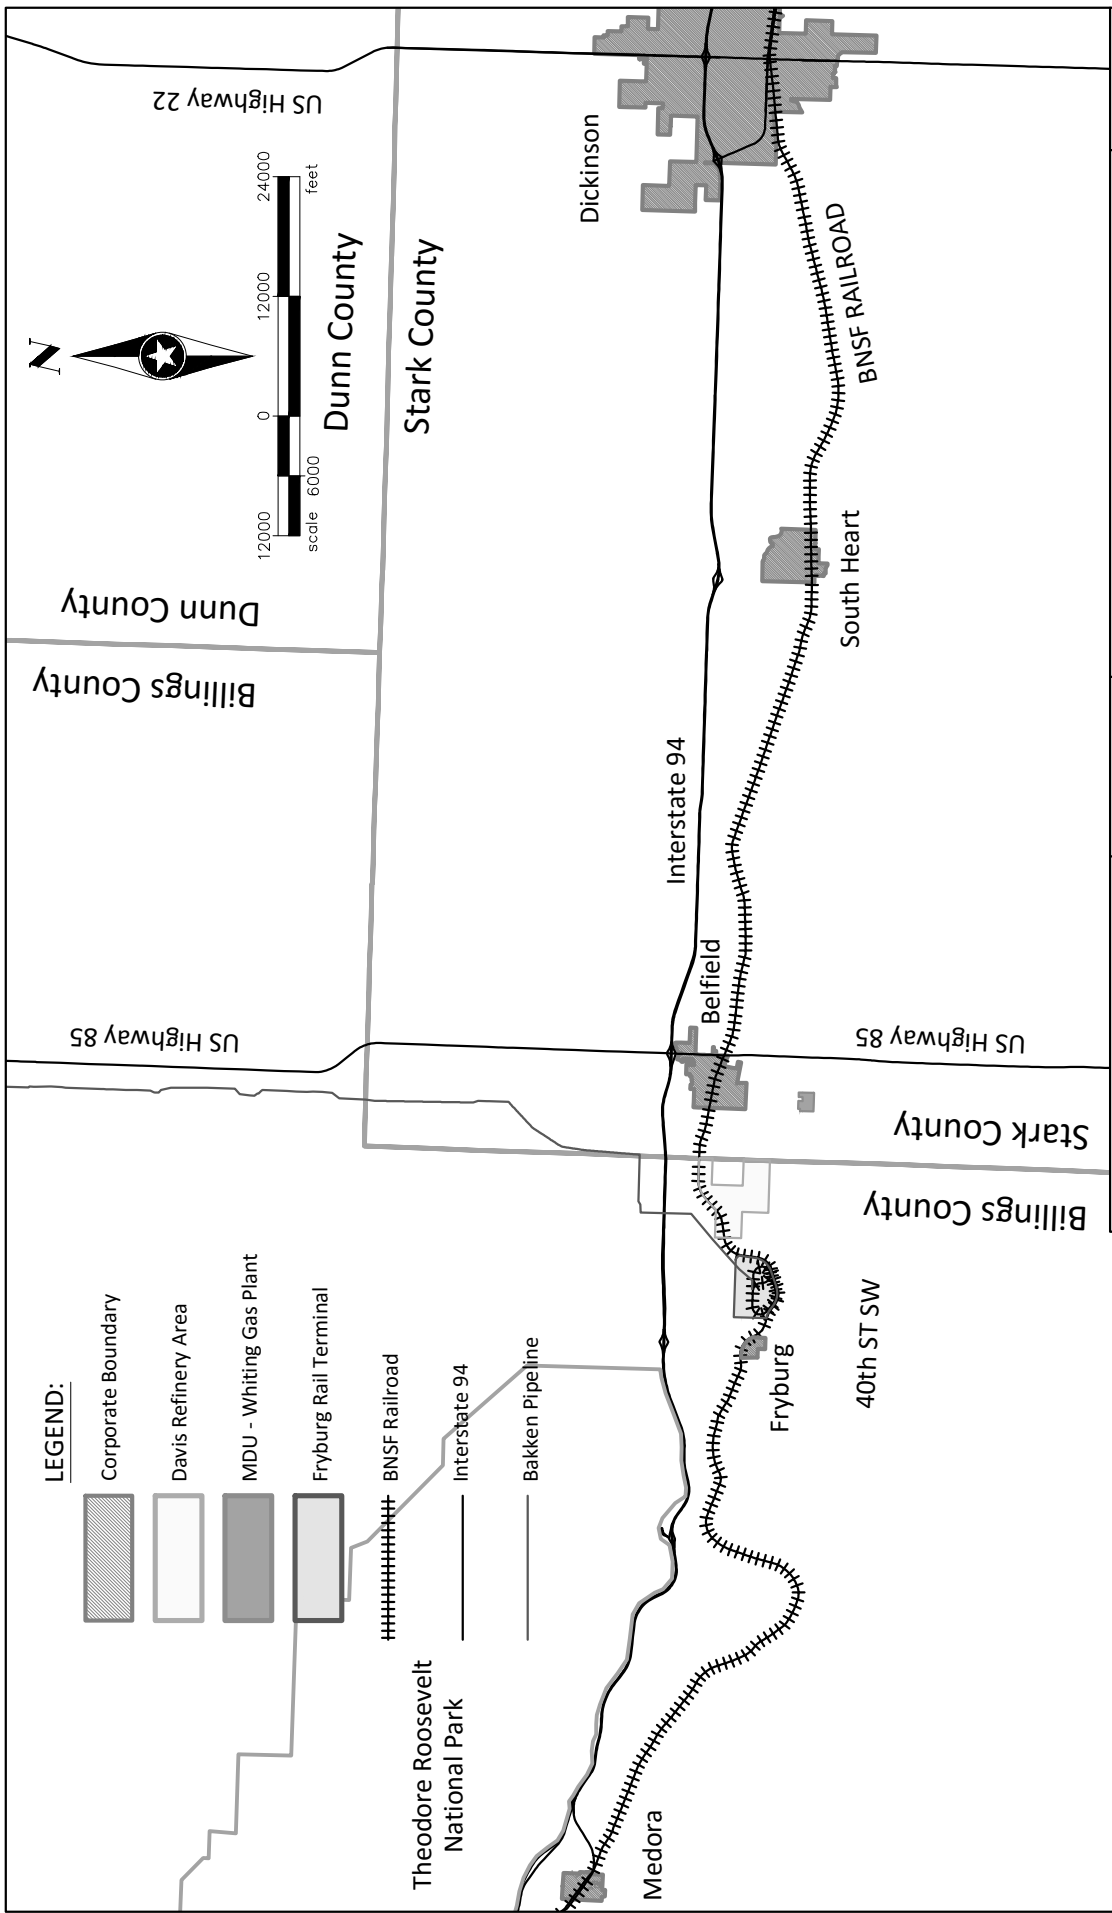 LEGEND:
Corporate Boundary
Davis Refinery Area
MDU - Whiting Gas Plant
Fryburg Rail Terminal
BNSF Railroad
Interstate 94
Bakken Pipeline
Theodore Roosevelt
National Park
Medora
Fryburg
40th ST SW
Billings County
Stark County
US Highway 85
US Highway 85
Belfield
Interstate 94
Billings County
Dunn County
South Heart
N
12000
0
12000
24000
scale
6000
feet
Dunn County
Stark County
BNSF RAILROAD
Dickinson
US Highway 22